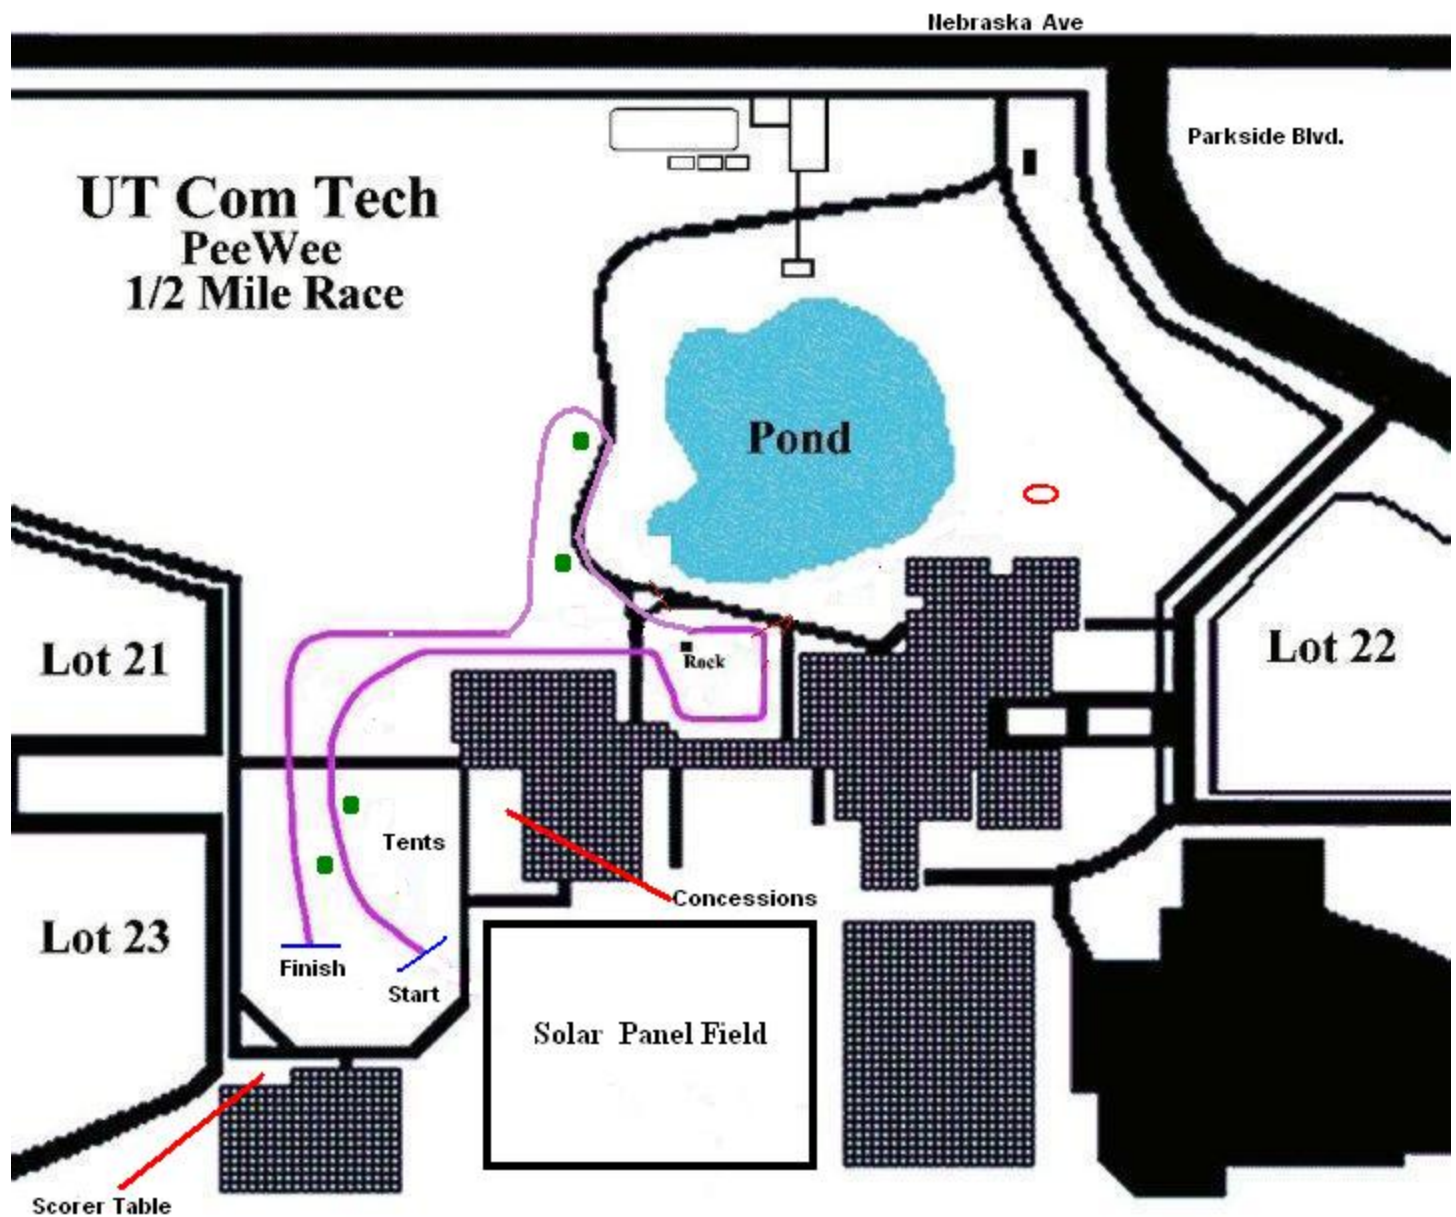 Nebraska Ave
Parkside Blvd.
UT Com Tech
PeeWee
1/2 Mile Race
Pond
Lot 21
Rock
Lot 22
Tents
Concessions
Lot 23
Finish
Start
Solar Panel Field
Scorer Table